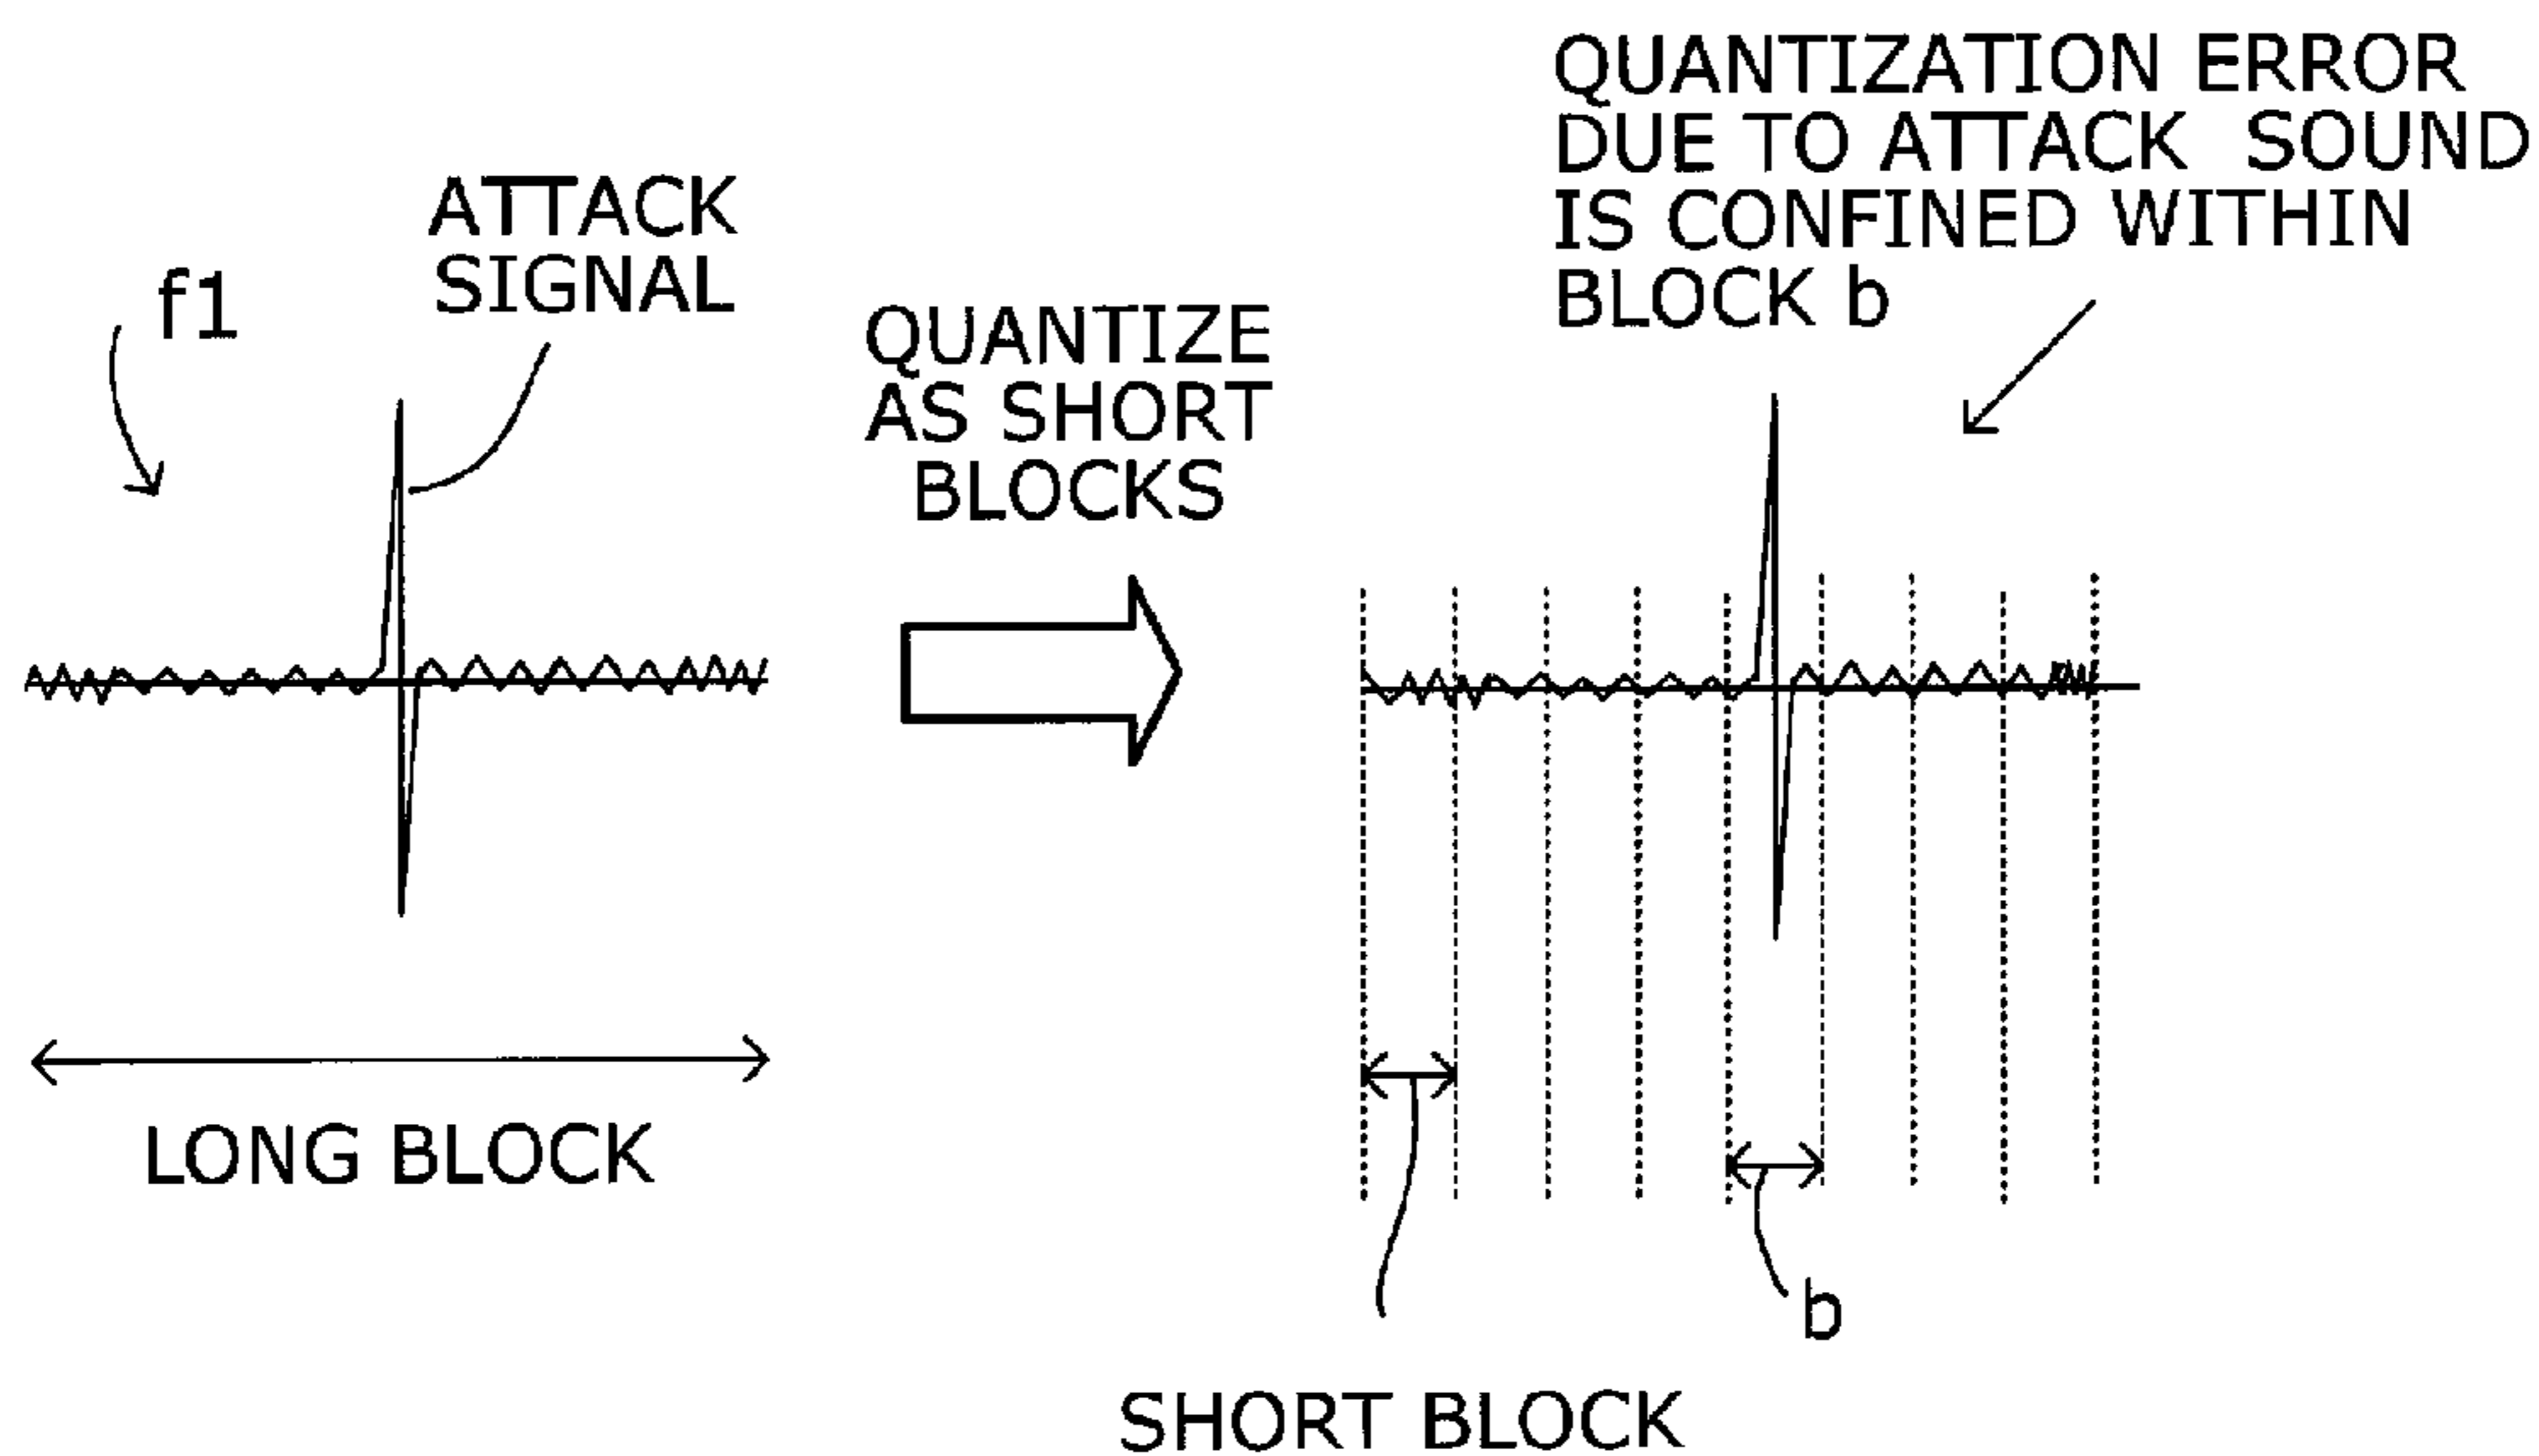 f1
ATTACK
SIGNAL
QUANTIZE
AS SHORT
BLOCKS
QUANTIZATION ERROR
DUE TO ATTACK SOUND
IS CONFINED WITHIN
BLOCK b
LONG BLOCK
b
SHORT BLOCK